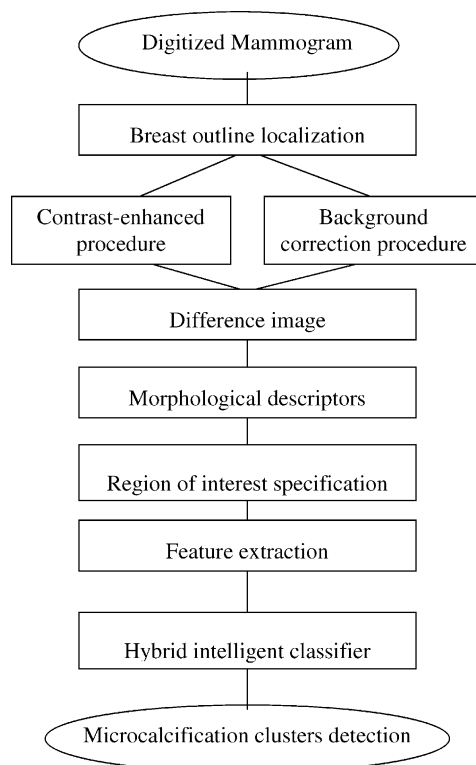 Digitized Mammogram
Breast outline localization
Contrast-enhanced
procedure
Background
correction procedure
Difference image
Morphological descriptors
Region of interest specification
Feature extraction
Hybrid intelligent classifier
Microcalcification clusters detection